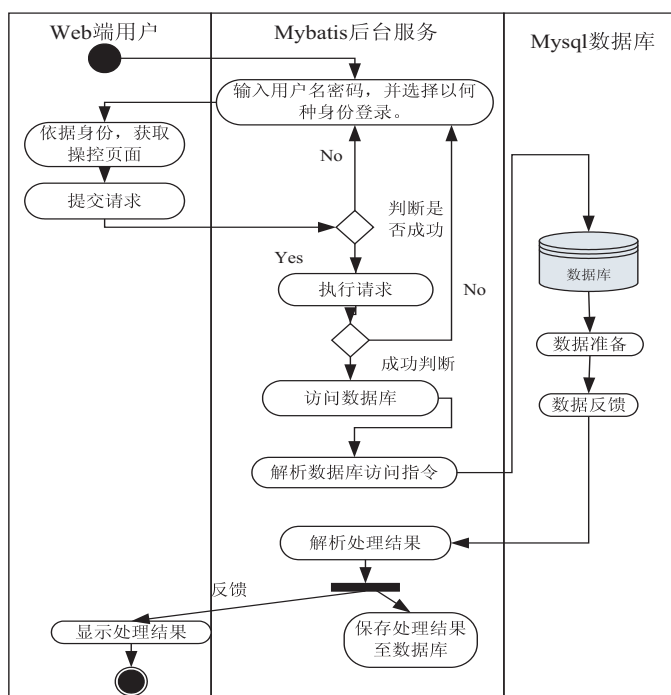 Web端用户
Mybatis后台服务
Mysql数据库
输入用户名密码，并选择以何
种身份登录。
依据身份，获取
操控页面
提交请求
No
判断是
否成功
Yes
执行请求
No
成功判断
访问数据库
解析数据库访问指令
数据库
数据准备
数据反馈
解析处理结果
反馈
显示处理结果
保存处理结果
至数据库